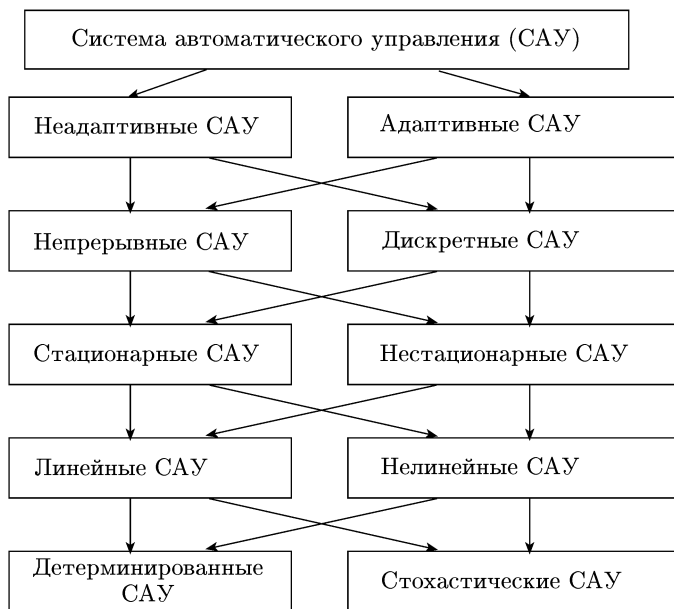 Система автоматического управления (САУ)
Неадаптивные САУ
Адаптивные САУ
Непрерывные САУ
Дискретные САУ
Стационарные САУ
Нестационарные САУ
Линейные САУ
Нелинейные САУ
Детерминированные
САУ
Стохастические САУ